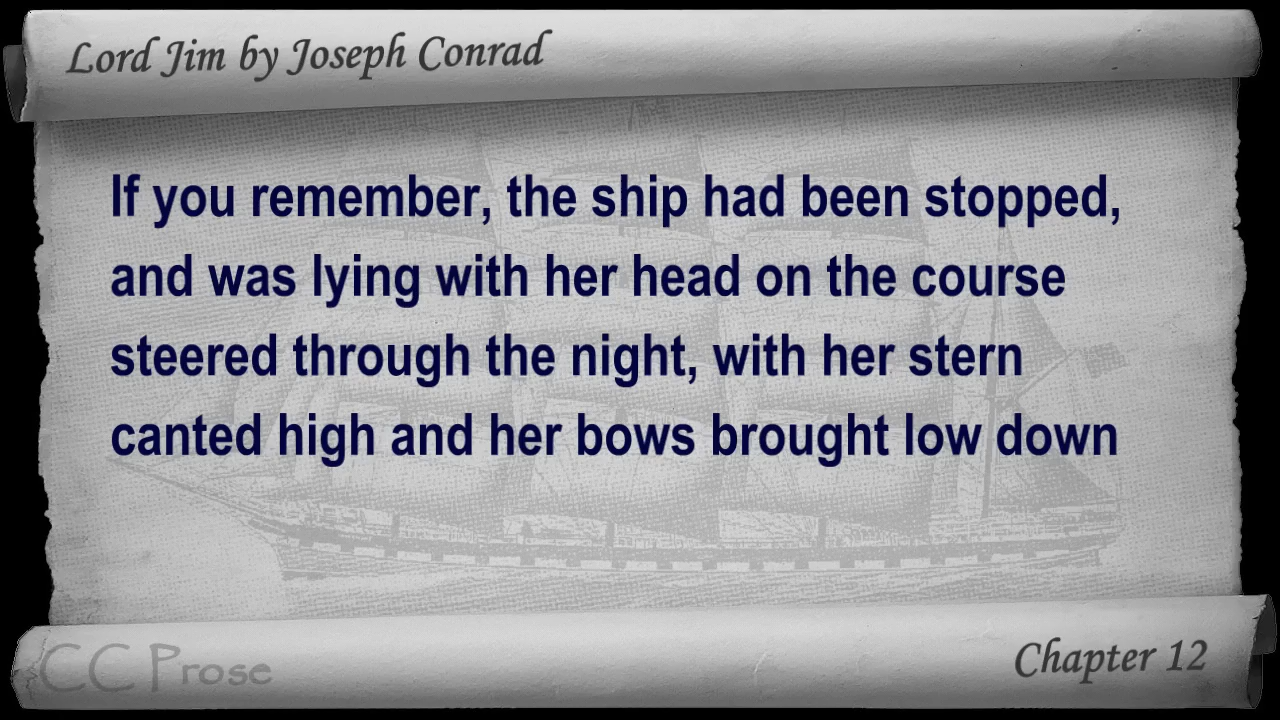 Lord Jim by Joseph Conrad
If you remember, the ship had been stopped,
and was lying with her head on the course
steered through the night, with her stern
canted high and her bows brought low down
CC Prose
Chapter 12